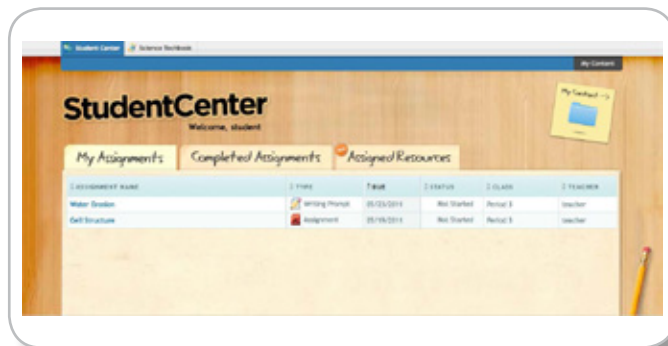 Student Center Science Techbook
My Content
My Content -->
StudentCenter
Welcome, student
My Assignments Completed Assignments Assigned Resources
ASSIGNMENT NAME TYPE DUE STATUS CLASS TEACHER
Water Erosion Writing Prompt Not Started Period 1 teacher
Cell Structure Assignment Not Started Period 1 teacher